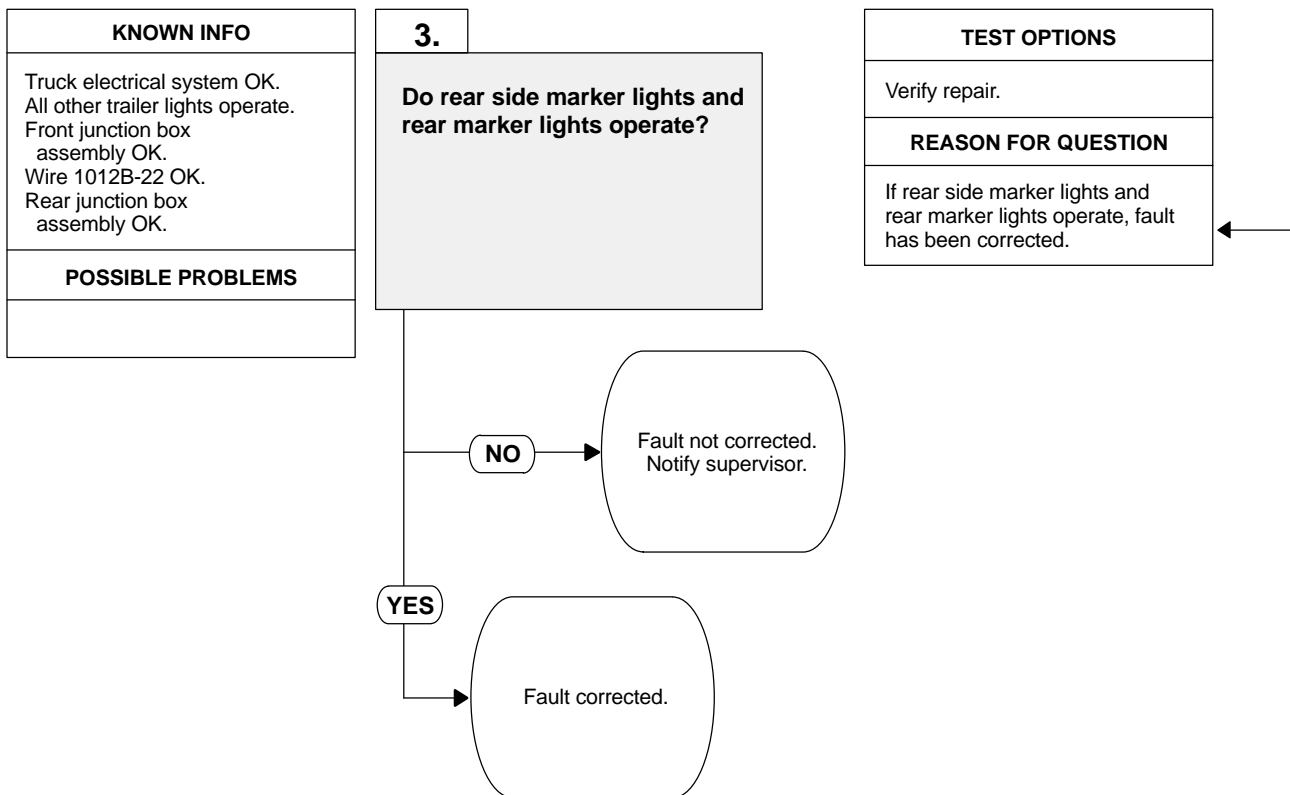 KNOWN INFO
Truck electrical system OK.
All other trailer lights operate.
Front junction box
assembly OK.
Wire 1012B-22 OK.
Rear junction box
assembly OK.
POSSIBLE PROBLEMS
3.
Do rear side marker lights and
rear marker lights operate?
TEST OPTIONS
Verify repair.
REASON FOR QUESTION
If rear side marker lights and
rear marker lights operate, fault
has been corrected.
NO
Fault not corrected.
Notify supervisor.
YES
Fault corrected.